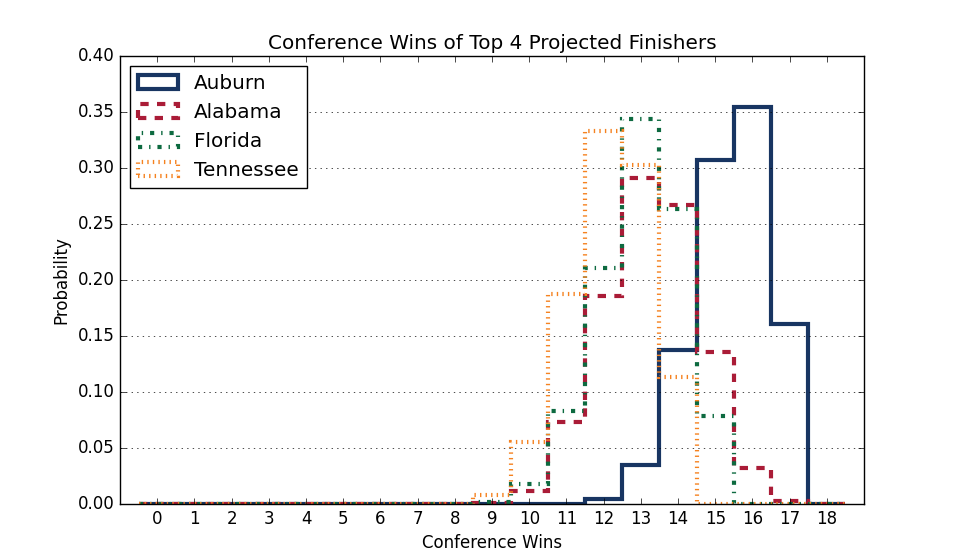 Conference Wins of Top 4 Projected Finishers
Auburn
Alabama
Florida
Tennessee
0.40
0.35
0.30
0.25
0.20
0.15
0.10
0.05
0.00
Probability
0 1 2 3 4 5 6 7 8 9 10 11 12 13 14 15 16 17 18
Conference Wins